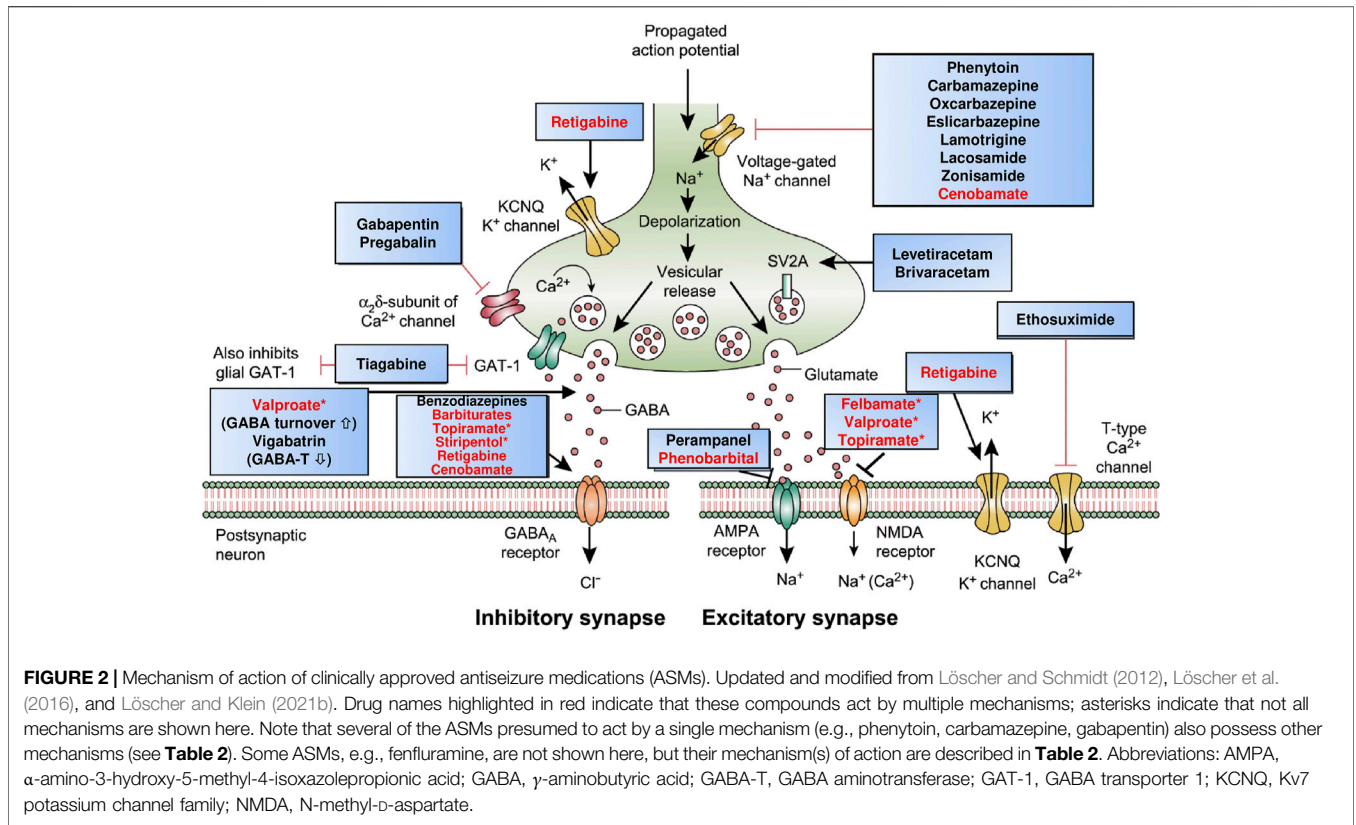 Propagated
action potential
Retigabine
Phenytoin
Carbamazepine
Oxcarbazepine
Eslicarbazepine
Lamotrigine
Lacosamide
Zonisamide
Cenobamate
K⁺
Voltage-gated
Na⁺ channel
Na⁺
KCNQ
K⁺ channel
Depolarization
Gabapentin
Pregabalin
SV2A
Levetiracetam
Brivaracetam
Ca²⁺
Vesicular
release
α₂δ-subunit of
Ca²⁺ channel
Ethosuximide
Also inhibits
glial GAT-1
Tiagabine
GAT-1
Glutamate
Retigabine
Valproate*
(GABA turnover ⇧)
Vigabatrin
(GABA-T ⇩)
Benzodiazepines
Barbiturates
Topiramate*
Stiripentol*
Retigabine
Cenobamate
GABA
Felbamate*
Valproate*
Topiramate*
Perampanel
Phenobarbital
K⁺
T-type
Ca²⁺
channel
Postsynaptic
neuron
GABA_A
receptor
AMPA
receptor
NMDA
receptor
KCNQ
K⁺ channel
Ca²⁺
Cl⁻
Na⁺
Na⁺ (Ca²⁺)
Inhibitory synapse
Excitatory synapse
FIGURE 2 | Mechanism of action of clinically approved antiseizure medications (ASMs). Updated and modified from Löscher and Schmidt (2012), Löscher et al.
(2016), and Löscher and Klein (2021b). Drug names highlighted in red indicate that these compounds act by multiple mechanisms; asterisks indicate that not all
mechanisms are shown here. Note that several of the ASMs presumed to act by a single mechanism (e.g., phenytoin, carbamazepine, gabapentin) also possess other
mechanisms (see Table 2). Some ASMs, e.g., fenfluramine, are not shown here, but their mechanism(s) of action are described in Table 2. Abbreviations: AMPA,
α-amino-3-hydroxy-5-methyl-4-isoxazolepropionic acid; GABA, γ-aminobutyric acid; GABA-T, GABA aminotransferase; GAT-1, GABA transporter 1; KCNQ, Kv7
potassium channel family; NMDA, N-methyl-D-aspartate.